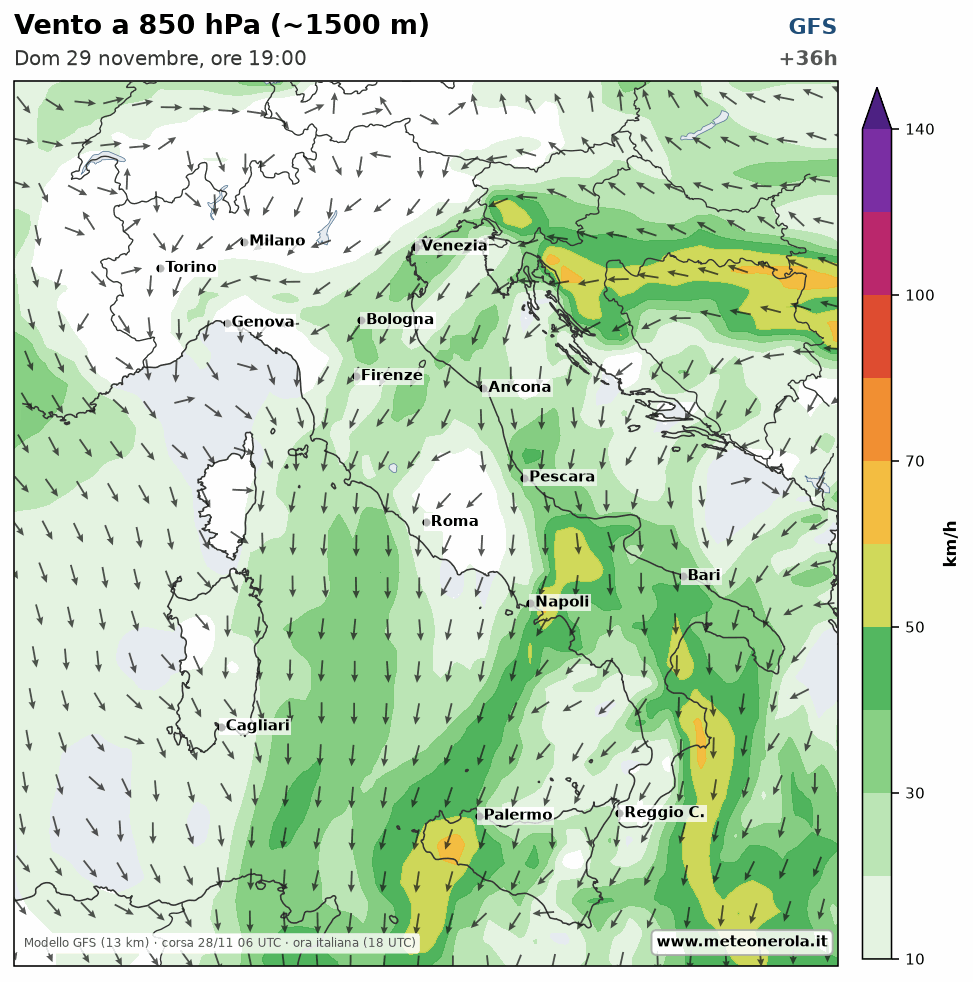 Vento a 850 hPa (~1500 m)
GFS
Dom 29 novembre, ore 19:00
+36h
140
100
70
50
30
10
km/h
Milano
Venezia
Torino
Genova
Bologna
Firenze
Ancona
Pescara
Roma
Bari
Napoli
Cagliari
Palermo
Reggio C.
Modello GFS (13 km) · corsa 28/11 06 UTC · ora italiana (18 UTC)
www.meteonerola.it